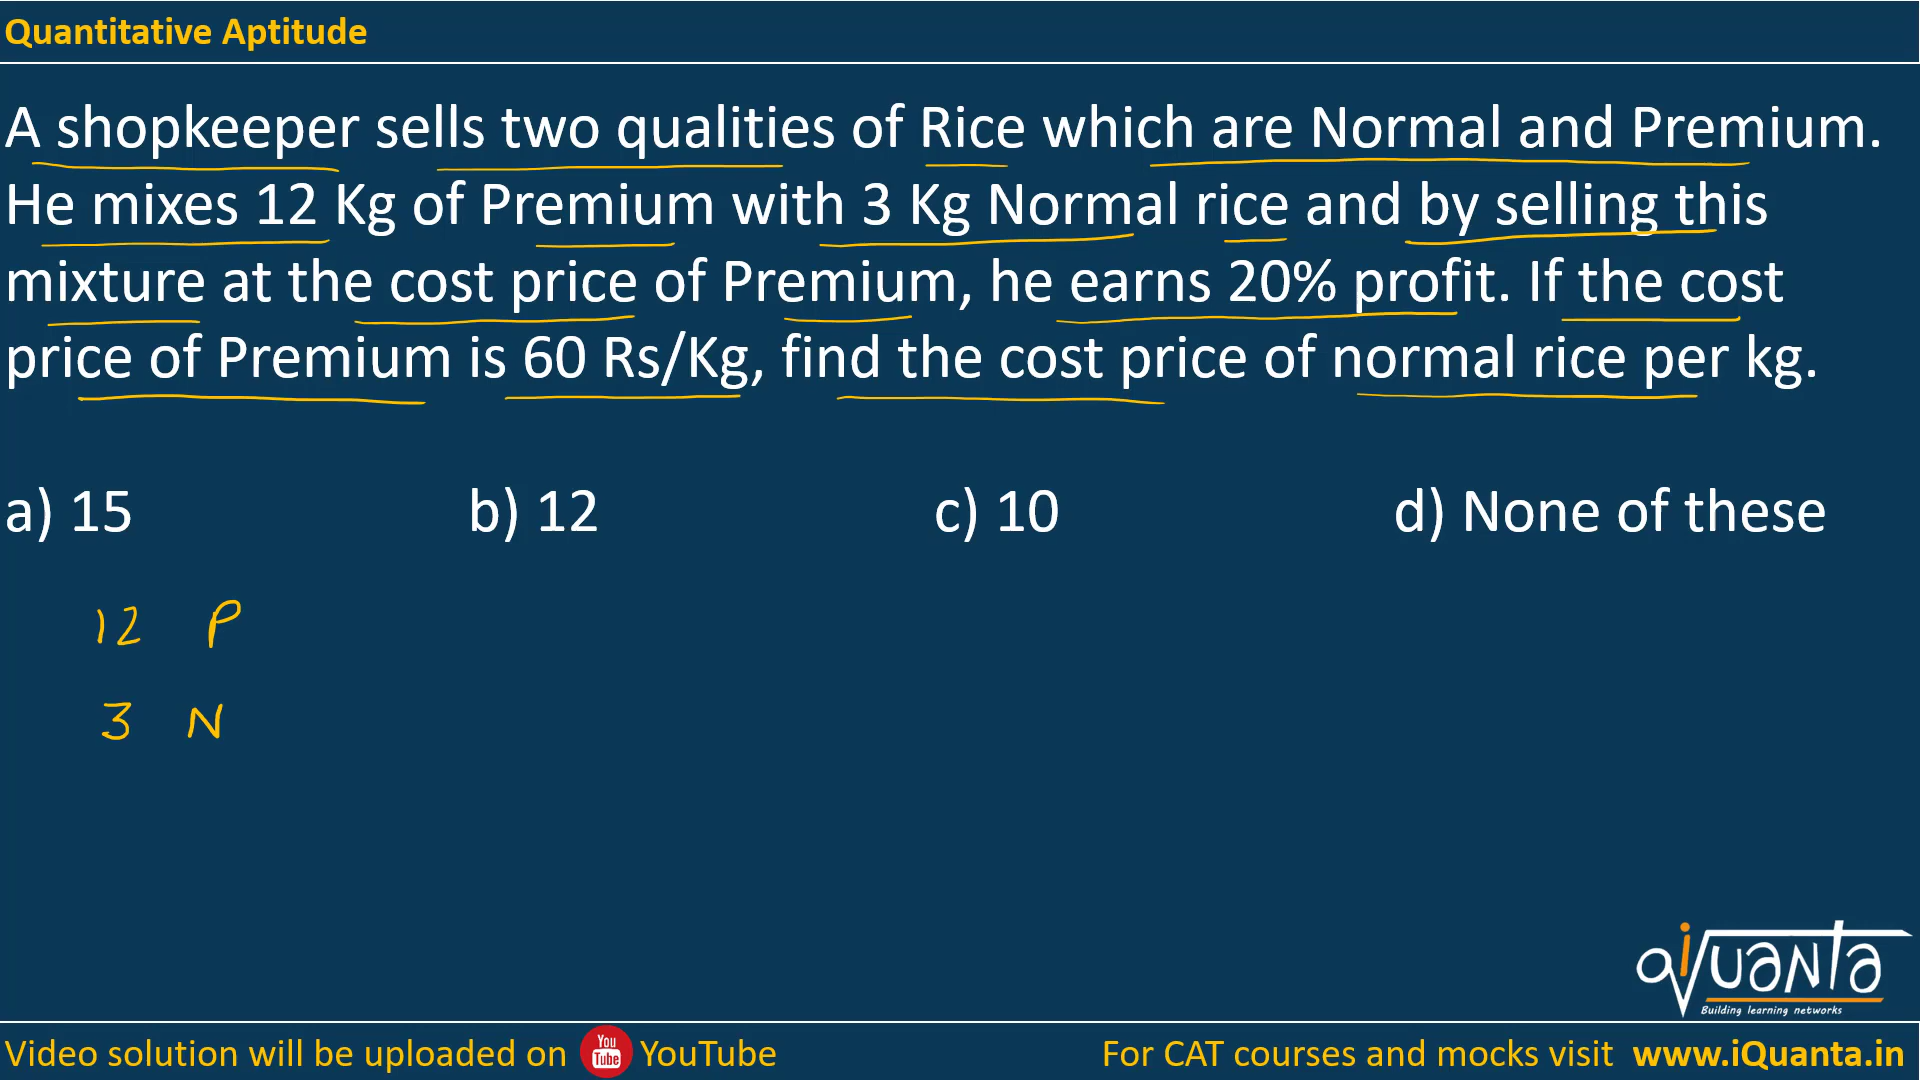 Quantitative Aptitude
A shopkeeper sells two qualities of Rice which are Normal and Premium.
He mixes 12 Kg of Premium with 3 Kg Normal rice and by selling this
mixture at the cost price of Premium, he earns 20% profit. If the cost
price of Premium is 60 Rs/Kg, find the cost price of normal rice per kg.
a) 15 b) 12 c) 10 d) None of these
12 P
3 N
iQuanta
Building learning networks
Video solution will be uploaded on You Tube YouTube For CAT courses and mocks visit www.iQuanta.in